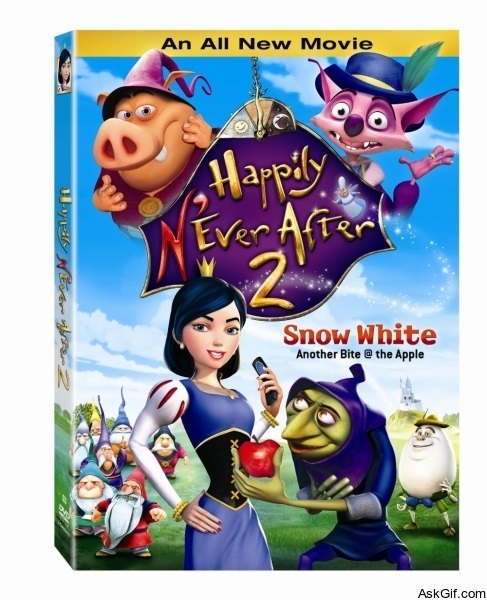 An All New Movie
Happily
N'Ever After
2
Snow White
Another Bite @ the Apple
Happily N'Ever After 2
DVD
AskGif.com